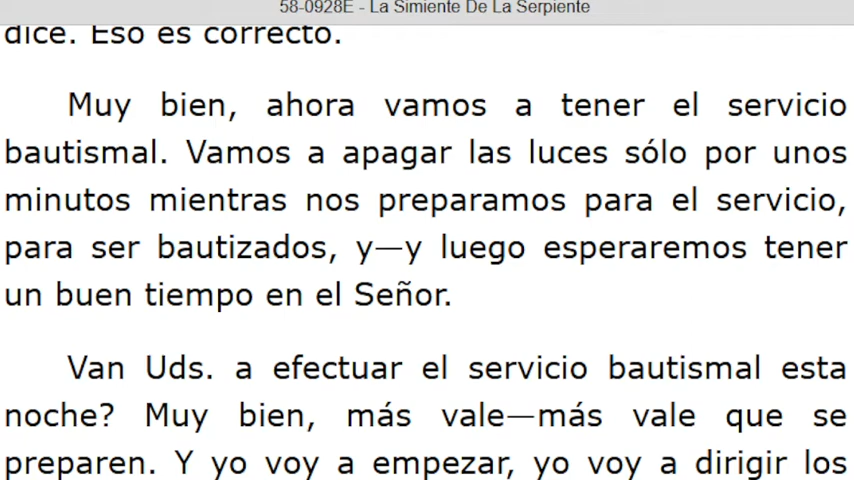 58-0928E - La Simiente De La Serpiente
dice. Eso es correcto.
Muy bien, ahora vamos a tener el servicio
bautismal. Vamos a apagar las luces sólo por unos
minutos mientras nos preparamos para el servicio,
para ser bautizados, y—y luego esperaremos tener
un buen tiempo en el Señor.
Van Uds. a efectuar el servicio bautismal esta
noche? Muy bien, más vale—más vale que se
preparen. Y yo voy a empezar, yo voy a dirigir los